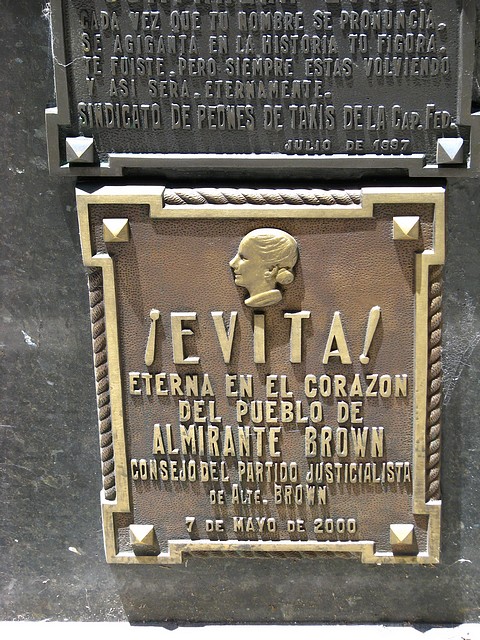 CADA VEZ QUE TU NOMBRE SE PRONUNCIA,
SE AGIGANTA EN LA HISTORIA TU FIGURA.
TE FUISTE. PERO SIEMPRE ESTAS VOLVIENDO
Y ASI SERA. ETERNAMENTE.
SINDICATO DE PEONES DE TAXIS DE LA CAP. FED.
JULIO DE 1997
¡EVITA!
ETERNA EN EL CORAZON
DEL PUEBLO DE
ALMIRANTE BROWN
CONSEJO DEL PARTIDO JUSTICIALISTA
DE ALTE. BROWN
7 DE MAYO DE 2000